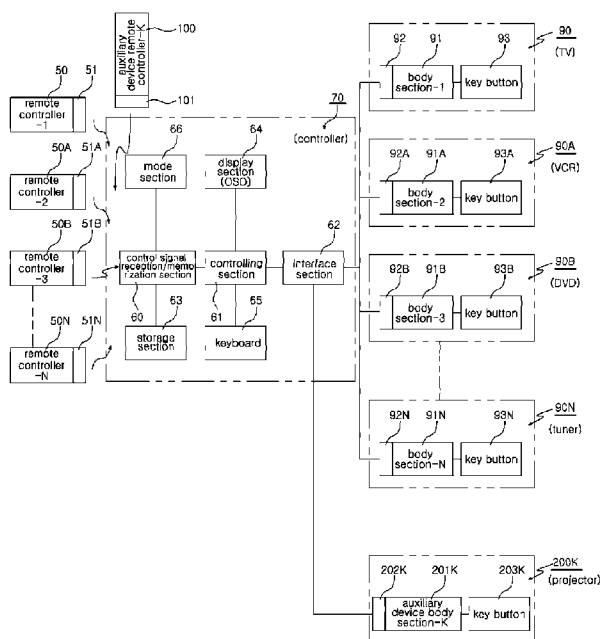 100
auxiliary
device remote
controller-K
101
50
51
remote
controller
-1
50A
51A
remote
controller
-2
50B
51B
remote
controller
-3
50N
51N
remote
controller
-N
70
(controller)
66
mode
section
64
display
section
(OSD)
62
interface
section
control signal
reception/memo
rization section
60
controlling
section
61
63
storage
section
65
keyboard
90
(TV)
92
91
93
body
section-1
key button
90A
(VCR)
92A
91A
93A
body
section-2
key button
90B
(DVD)
92B
91B
93B
body
section-3
key button
90N
(tuner)
92N
91N
93N
body
section-N
key button
200K
(projector)
202K
201K
203K
auxiliary
device body
section-K
key button